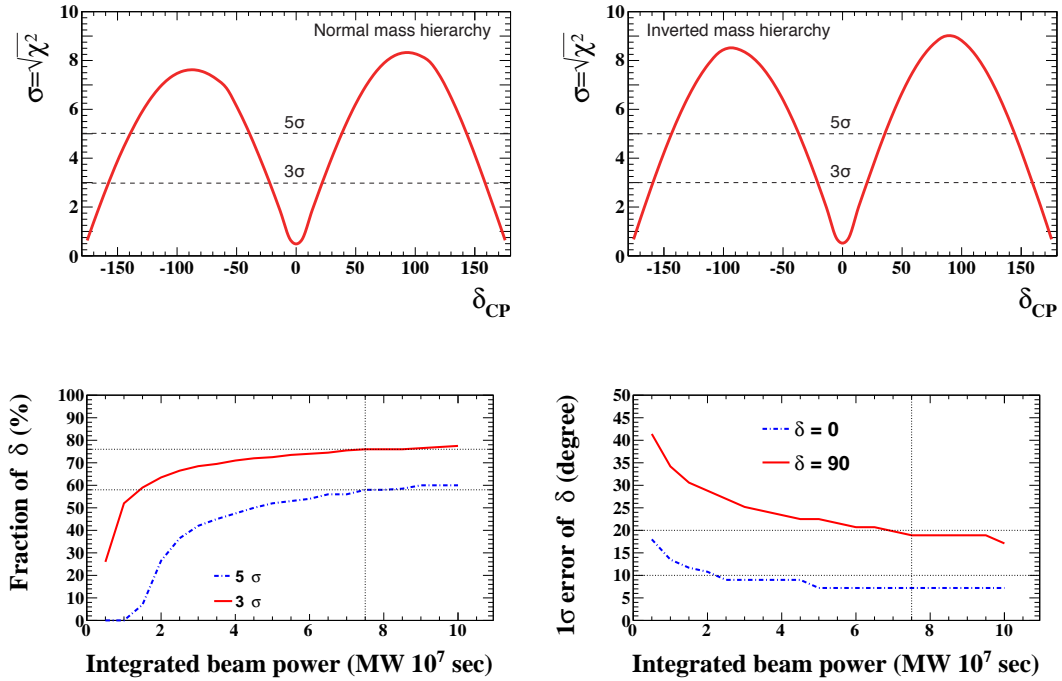 σ=√χ²
10
8
6
4
2
0
Normal mass hierarchy
5σ
3σ
-150 -100 -50 0 50 100 150
δCP
σ=√χ²
10
8
6
4
2
0
Inverted mass hierarchy
5σ
3σ
-150 -100 -50 0 50 100 150
δCP
Fraction of δ (%)
100
90
80
70
60
50
40
30
20
10
0
5 σ
3 σ
0 2 4 6 8 10
Integrated beam power (MW 10⁷ sec)
1σ error of δ (degree)
50
45
40
35
30
25
20
15
10
5
0
δ = 0
δ = 90
0 2 4 6 8 10
Integrated beam power (MW 10⁷ sec)